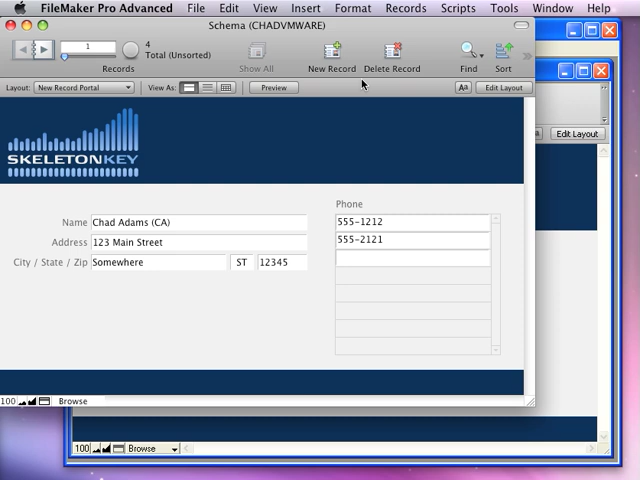 FileMaker Pro Advanced File Edit View Insert Format Records Scripts Tools Window Help
Schema (CHADVMWARE)
1
4
Total (Unsorted)
Records
Show All
New Record
Delete Record
Find
Sort
Layout: New Record Portal
View As:
Preview
Aa
Edit Layout
Edit Layout
SKELETONKEY
Phone
Name Chad Adams (CA)
555-1212
Address 123 Main Street
555-2121
City / State / Zip Somewhere ST 12345
100
Browse
100
Browse